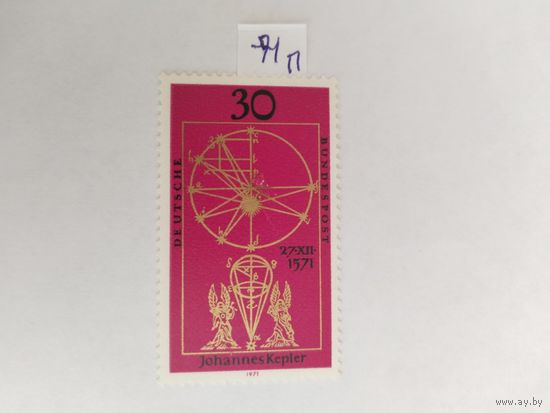 71 П
30
DEUTSCHE
BUNDESPOST
27·XII·
1571
Johannes Kepler
1971
www.ay.by